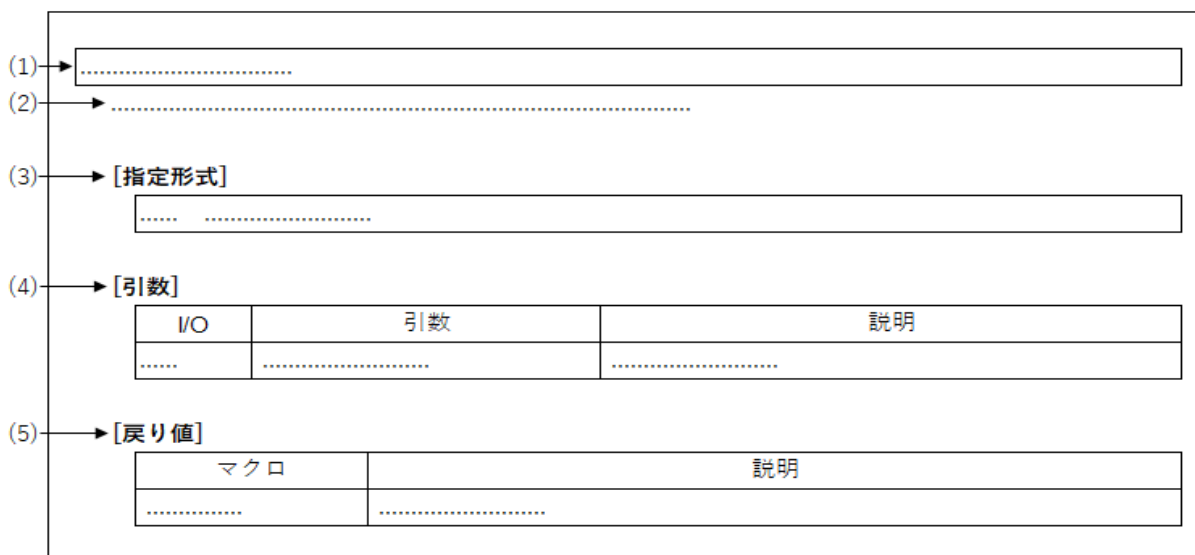 (1) .................................
(2) ...........................................................................................
(3) [指定形式]
...... ..........................
(4) [引数]
I/O 引数 説明
...... .......................... ..........................
(5) [戻り値]
マクロ 説明
............... ..........................